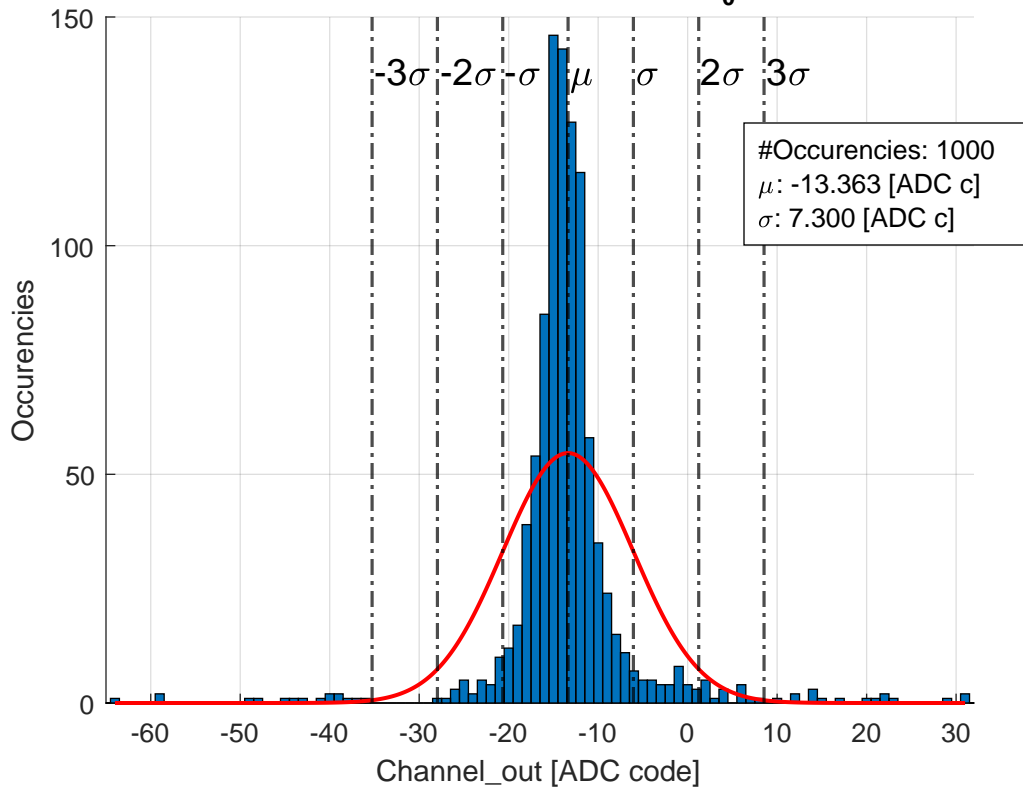 150
-3σ -2σ -σ μ σ 2σ 3σ
#Occurencies: 1000
μ: -13.363 [ADC c]
σ: 7.300 [ADC c]
100
Occurencies
50
0
-60 -50 -40 -30 -20 -10 0 10 20 30
Channel_out [ADC code]